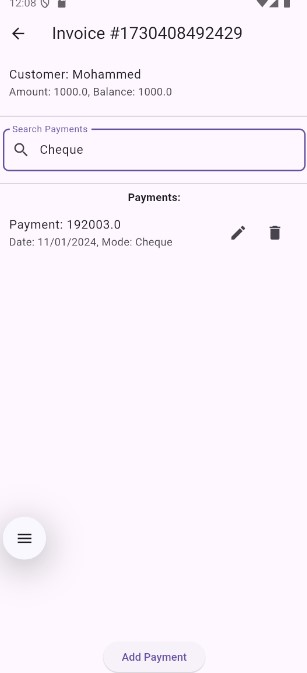 12:08
Invoice #1730408492429
Customer: Mohammed
Amount: 1000.0, Balance: 1000.0
Search Payments
Cheque
Payments:
Payment: 192003.0
Date: 11/01/2024, Mode: Cheque
Add Payment